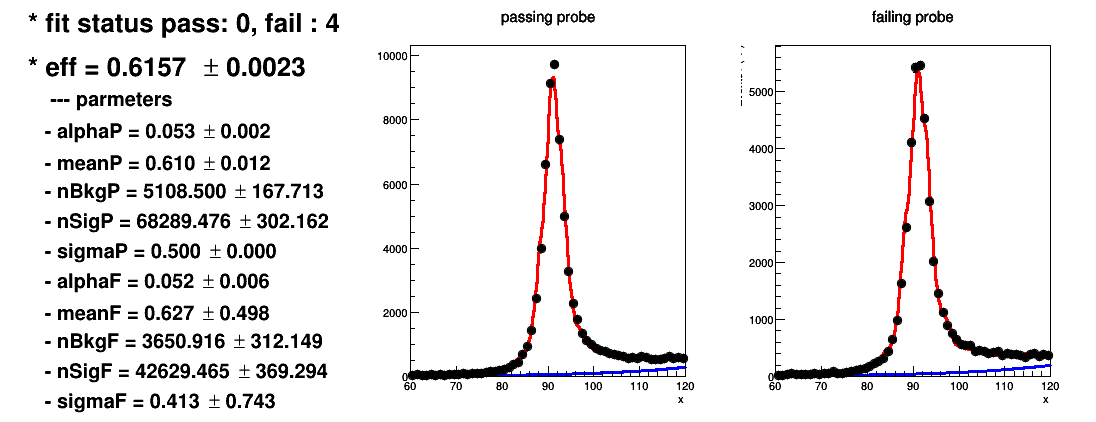 * fit status pass: 0, fail : 4
* eff = 0.6157 ± 0.0023
--- parmeters
- alphaP = 0.053 ± 0.002
- meanP = 0.610 ± 0.012
- nBkgP = 5108.500 ± 167.713
- nSigP = 68289.476 ± 302.162
- sigmaP = 0.500 ± 0.000
- alphaF = 0.052 ± 0.006
- meanF = 0.627 ± 0.498
- nBkgF = 3650.916 ± 312.149
- nSigF = 42629.465 ± 369.294
- sigmaF = 0.413 ± 0.743
passing probe
10000
8000
6000
4000
2000
0
60 70 80 90 100 110 120
x
failing probe
5000
4000
3000
2000
1000
0
60 70 80 90 100 110 120
x